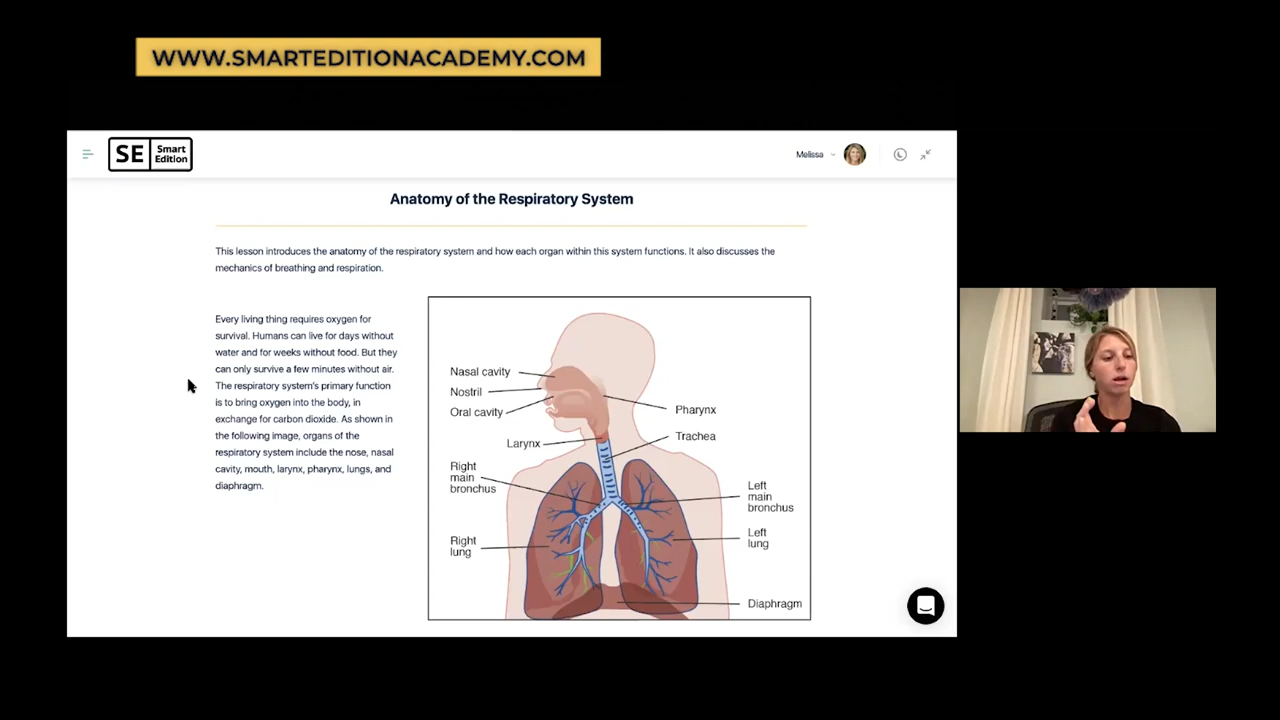 WWW.SMARTEDITIONACADEMY.COM
SE Smart
Edition
Melissa
Anatomy of the Respiratory System
This lesson introduces the anatomy of the respiratory system and how each organ within this system functions. It also discusses the
mechanics of breathing and respiration.
Every living thing requires oxygen for
survival. Humans can live for days without
water and for weeks without food. But they
can only survive a few minutes without air.
The respiratory system's primary function
is to bring oxygen into the body, in
exchange for carbon dioxide. As shown in
the following image, organs of the
respiratory system include the nose, nasal
cavity, mouth, larynx, pharynx, lungs, and
diaphragm.
Nasal cavity
Nostril
Oral cavity
Larynx
Right
main
bronchus
Right
lung
Pharynx
Trachea
Left
main
bronchus
Left
lung
Diaphragm